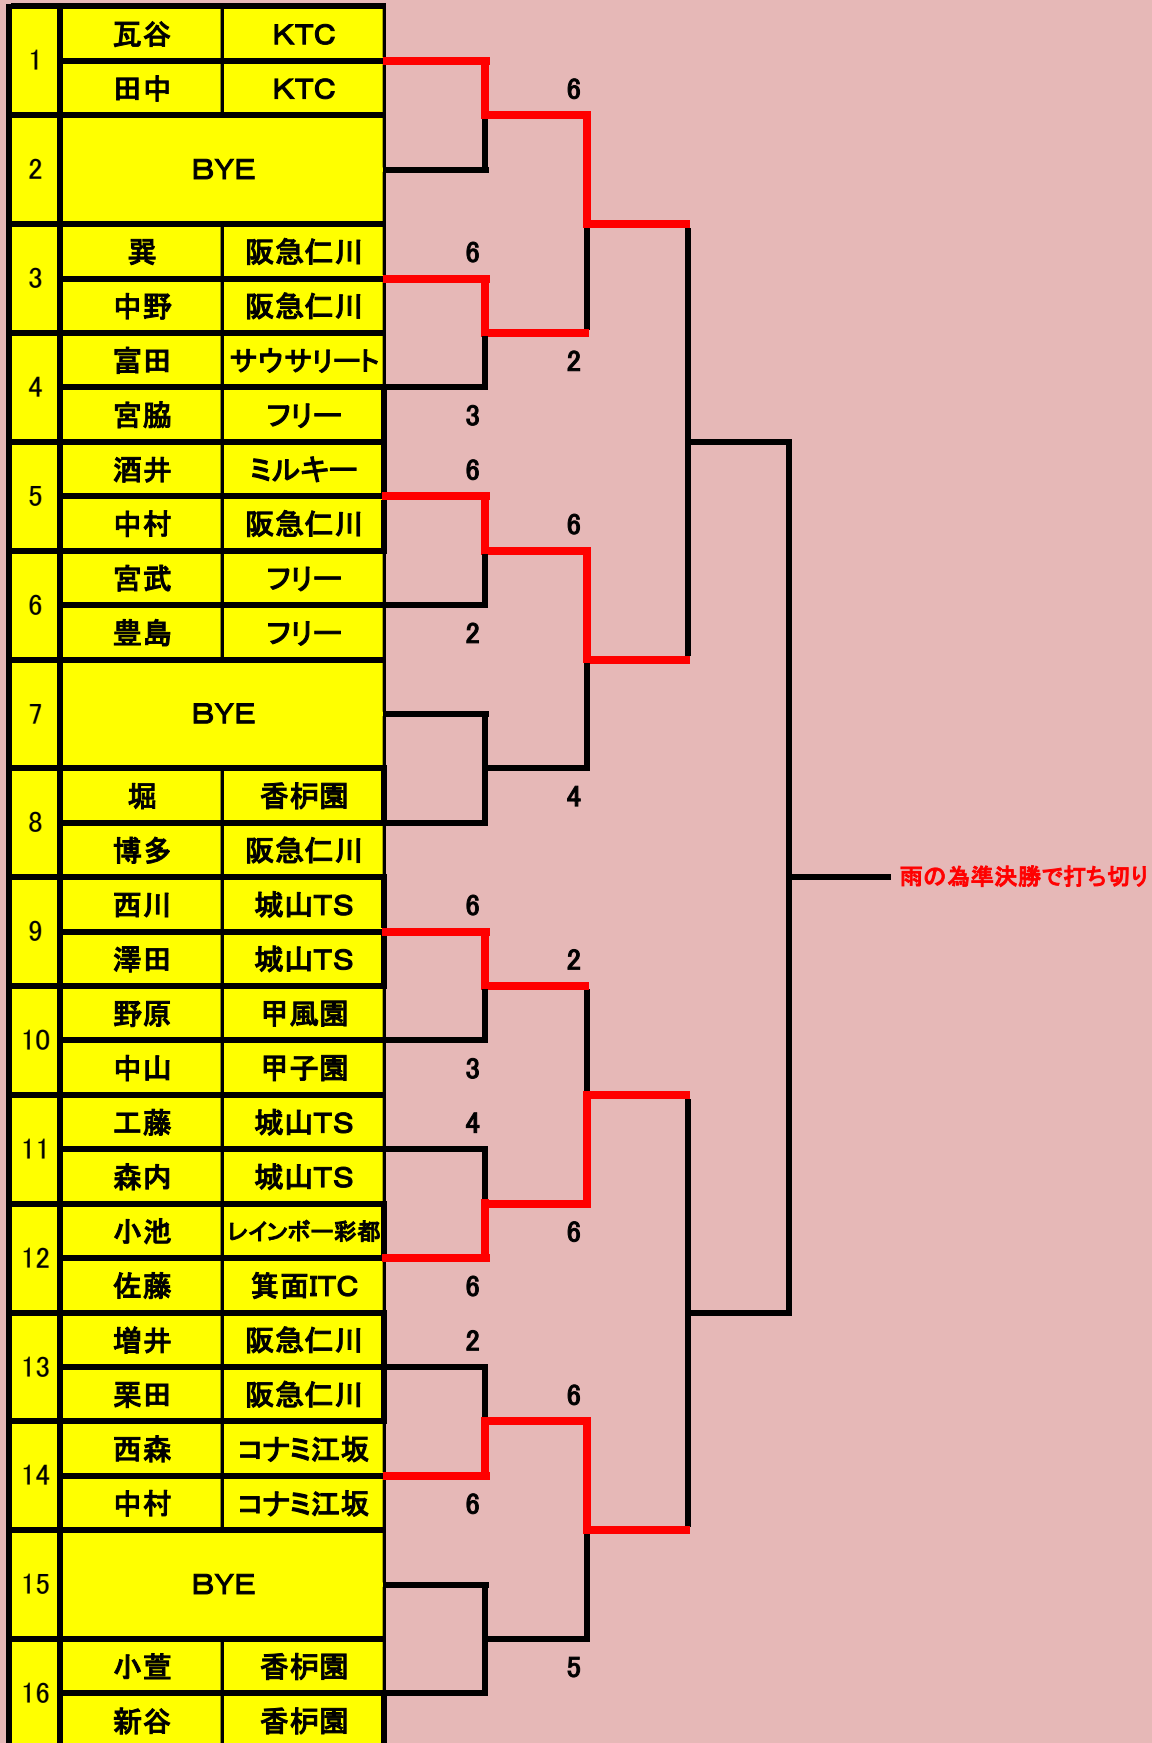 瓦谷 KTC
1
田中 KTC
6
2 BYE
巽 阪急仁川 6
3
中野 阪急仁川
富田 サウサリート 2
4
宮脇 フリー 3
酒井 ミルキー 6
5
中村 阪急仁川 6
宮武 フリー
6
豊島 フリー 2
7 BYE
堀 香枦園 4
8
博多 阪急仁川
雨の為準決勝で打ち切り
西川 城山TS 6
9
澤田 城山TS 2
野原 甲風園
10
中山 甲子園 3
工藤 城山TS 4
11
森内 城山TS
小池 レインボー彩都 6
12
佐藤 箕面ITC 6
増井 阪急仁川 2
13
栗田 阪急仁川 6
西森 コナミ江坂
14
中村 コナミ江坂 6
15 BYE
小萱 香枦園 5
16
新谷 香枦園